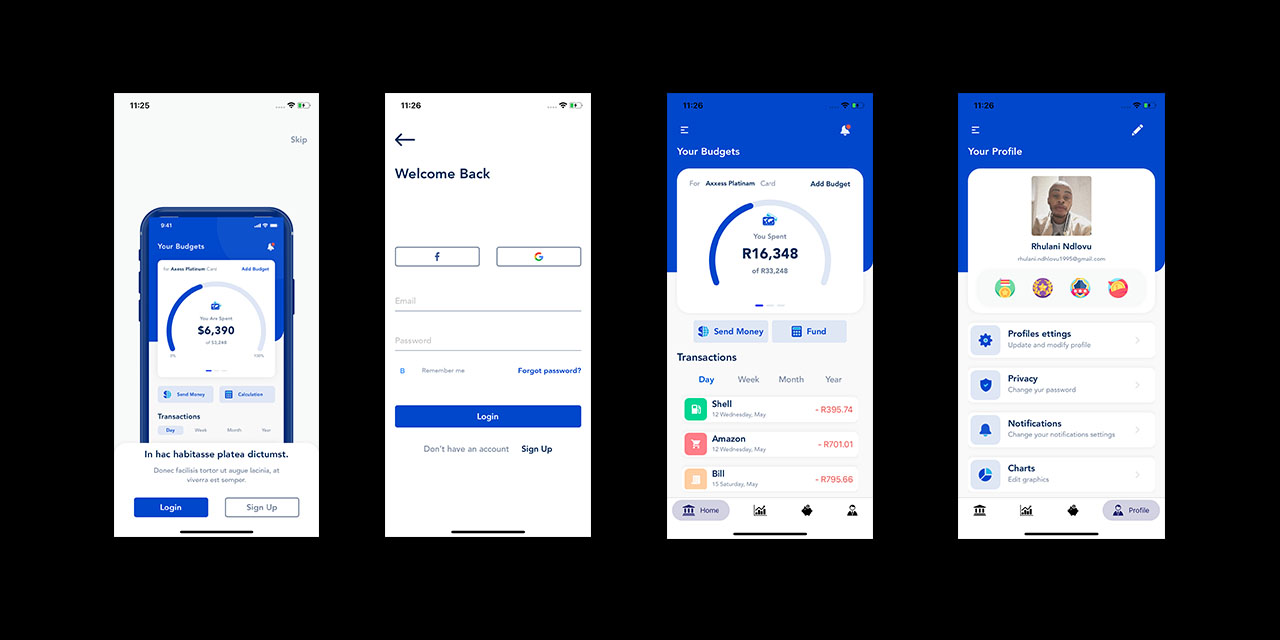 11:25
Skip
9:41
Your Budgets
For Axxess Platinum Card Add Budget
You Are Spent
$6,390
of $3,248
0% 100%
Send Money Calculation
Transactions
Day Week Month Year
In hac habitasse platea dictumst.
Donec facilisis tortor ut augue lacinia, at
viverra est semper.
Login Sign Up
11:26
Welcome Back
f G
Email
Password
B Remember me Forgot password?
Login
Don't have an account Sign Up
11:26
Your Budgets
For Axxess Platinam Card Add Budget
You Spent
R16,348
of R33,248
Send Money Fund
Transactions
Day Week Month Year
Shell
12 Wednesday, May
- R395.74
Amazon
12 Wednesday, May
- R701.01
Bill
15 Saturday, May
- R795.66
Home
11:26
Your Profile
Rhulani Ndlovu
rhulani.ndhlovu1995@gmail.com
Profiles ettings
Update and modify profile
Privacy
Change yur password
Notifications
Change your notifications settings
Charts
Edit graphics
Profile